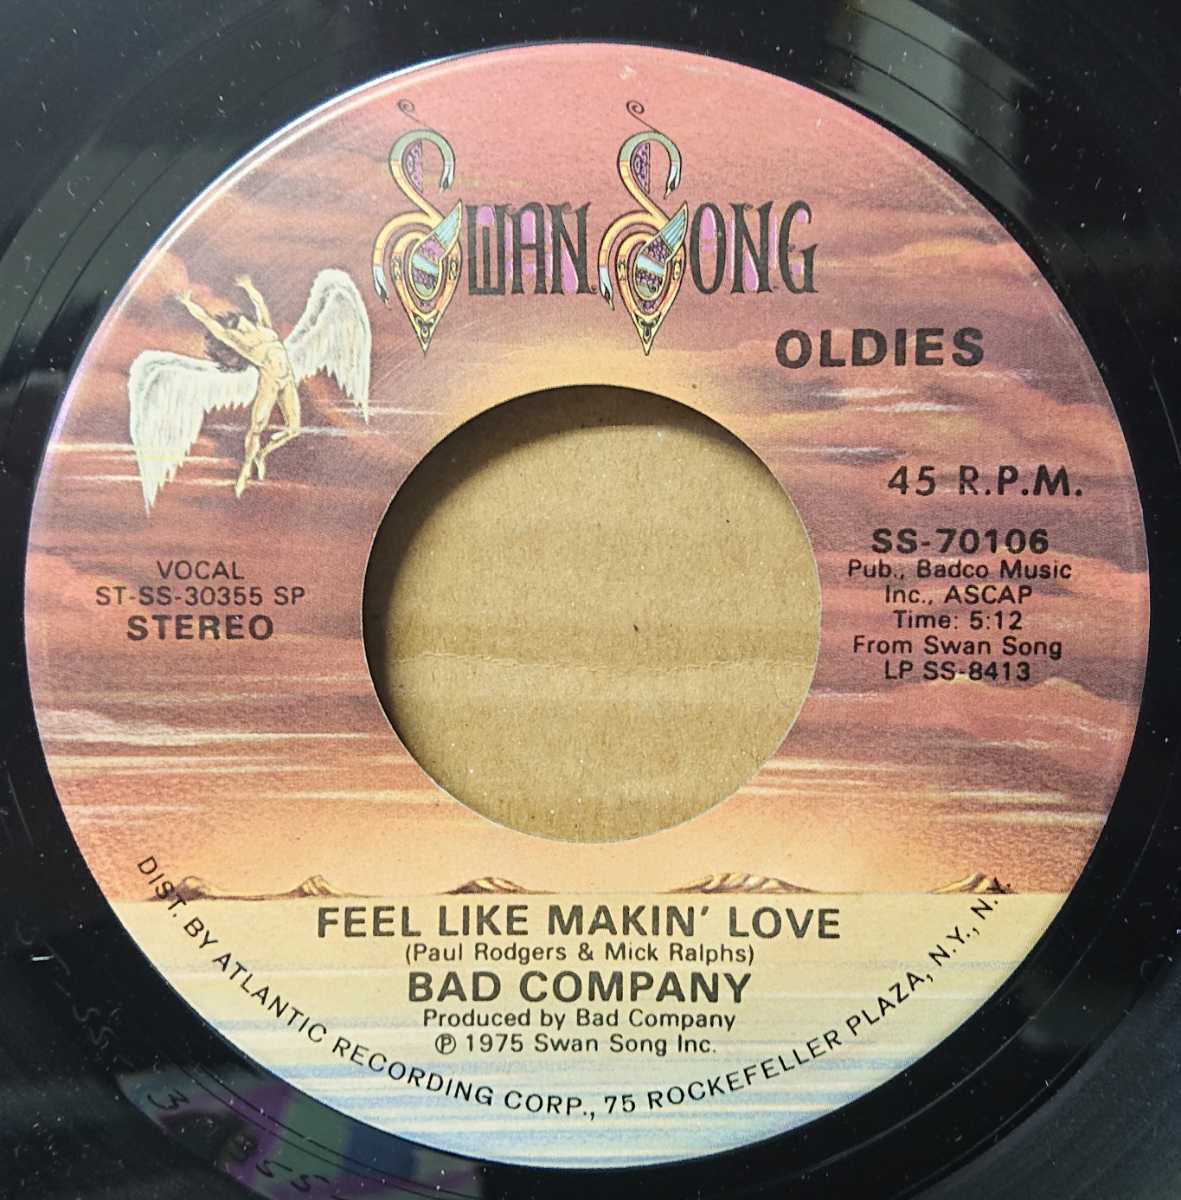 SWAN SONG
OLDIES
45 R.P.M.
SS-70106
Pub., Badco Music
Inc., ASCAP
Time: 5:12
From Swan Song
LP SS-8413
VOCAL
ST-SS-30355 SP
STEREO
FEEL LIKE MAKIN' LOVE
(Paul Rodgers & Mick Ralphs)
BAD COMPANY
Produced by Bad Company
℗ 1975 Swan Song Inc.
DIST. BY ATLANTIC RECORDING CORP., 75 ROCKEFELLER PLAZA, N.Y., N.Y.